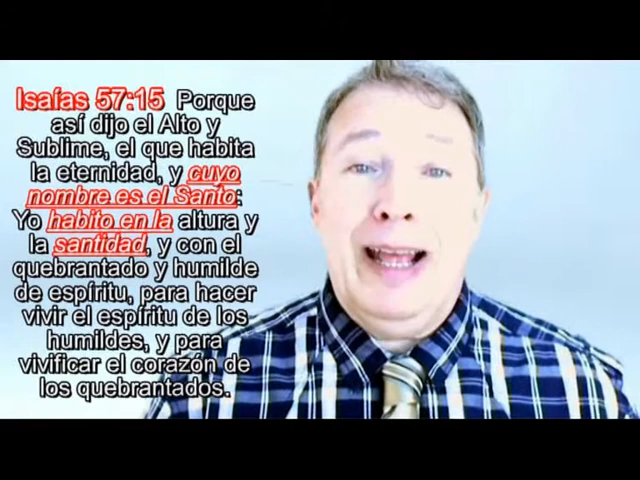 Isaías 57:15 Porque
así dijo el Alto y
Sublime, el que habita
la eternidad, y cuyo
nombre es el Santo:
Yo habito en la altura y
la santidad, y con el
quebrantado y humilde
de espíritu, para hacer
vivir el espíritu de los
humildes, y para
vivificar el corazón de
los quebrantados.